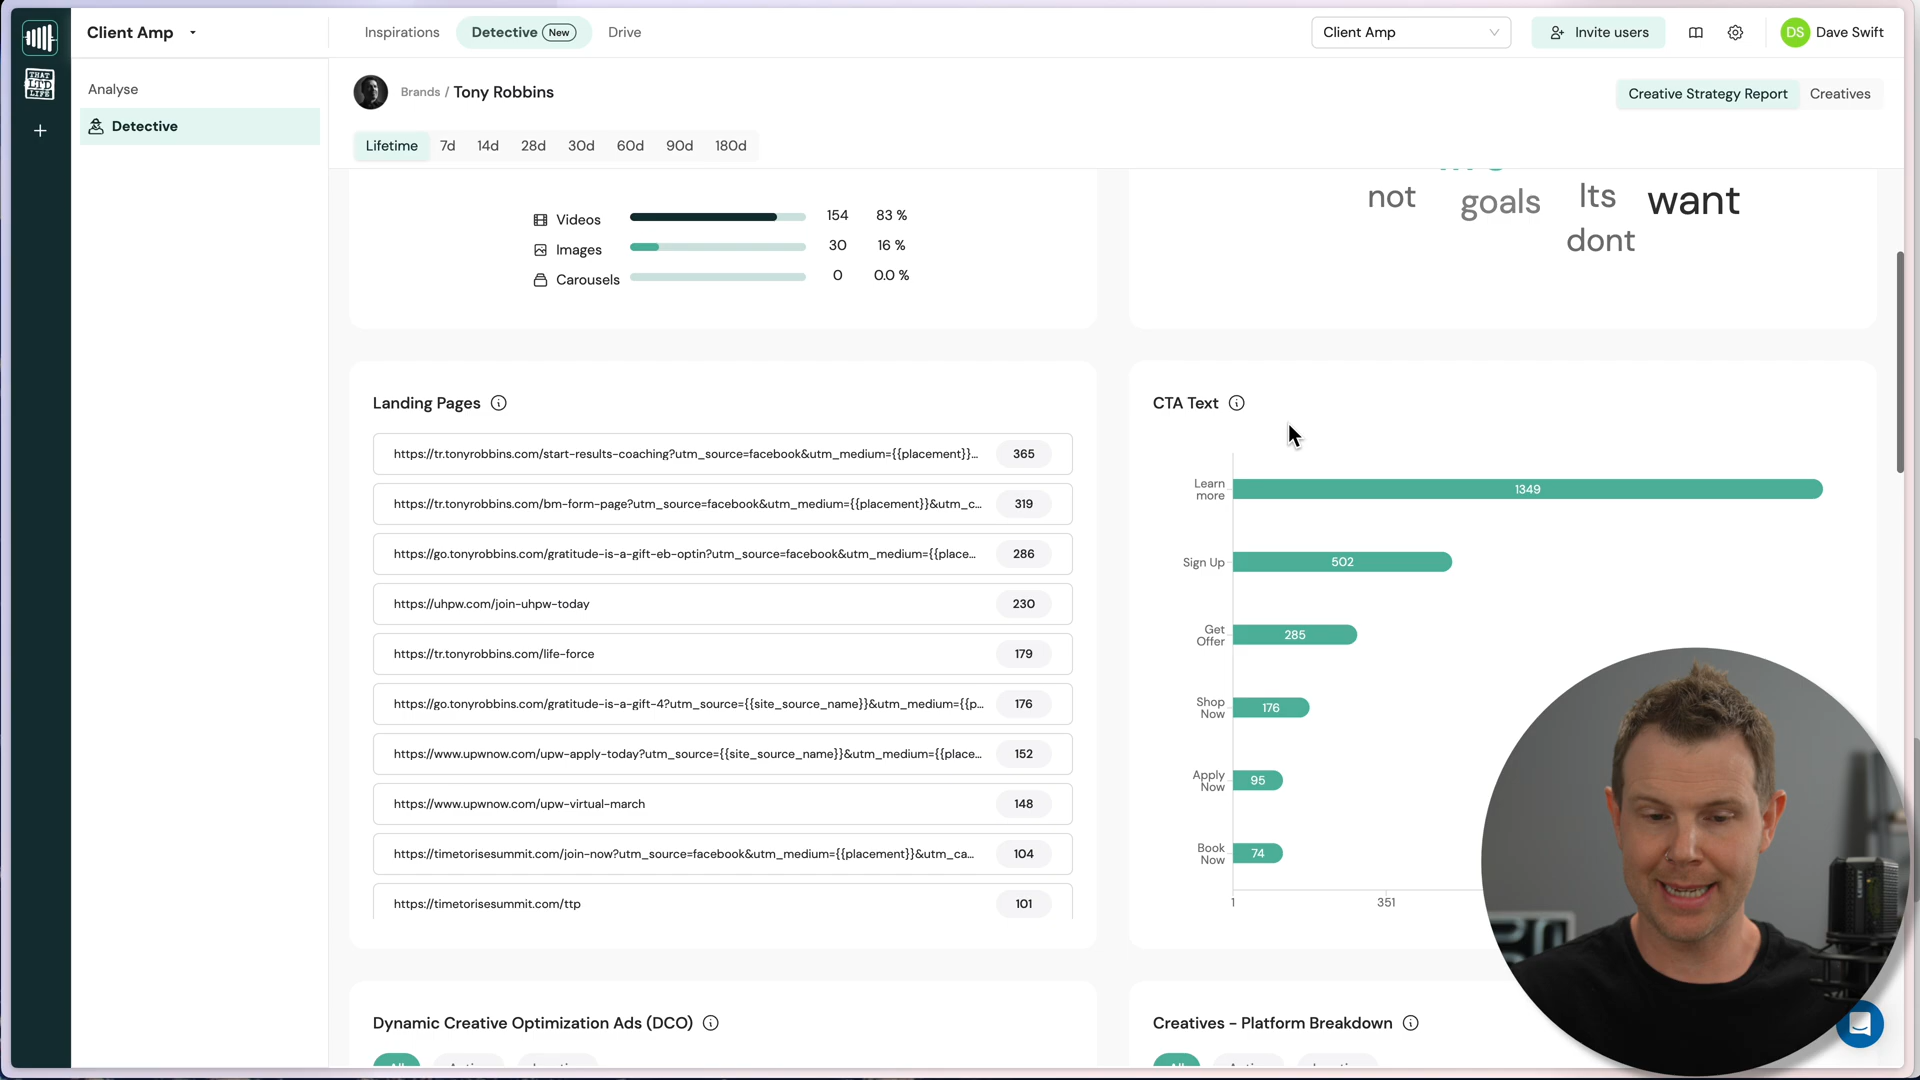 Client Amp
Inspirations
Detective New
Drive
Client Amp
Invite users
DS Dave Swift
THAT
LTD
LIFE
Analyse
Detective
Brands / Tony Robbins
Creative Strategy Report
Creatives
Lifetime 7d 14d 28d 30d 60d 90d 180d
Videos 154 83 %
Images 30 16 %
Carousels 0 0.0 %
not goals Its want
dont
Landing Pages
https://tr.tonyrobbins.com/start-results-coaching?utm_source=facebook&utm_medium={{placement}}... 365
https://tr.tonyrobbins.com/bm-form-page?utm_source=facebook&utm_medium={{placement}}&utm_c... 319
https://go.tonyrobbins.com/gratitude-is-a-gift-eb-optin?utm_source=facebook&utm_medium={{place... 286
https://uhpw.com/join-uhpw-today 230
https://tr.tonyrobbins.com/life-force 179
https://go.tonyrobbins.com/gratitude-is-a-gift-4?utm_source={{site_source_name}}&utm_medium={{p... 176
https://www.upwnow.com/upw-apply-today?utm_source={{site_source_name}}&utm_medium={{place... 152
https://www.upwnow.com/upw-virtual-march 148
https://timetorisesummit.com/join-now?utm_source=facebook&utm_medium={{placement}}&utm_ca... 104
https://timetorisesummit.com/ttp 101
CTA Text
Learn
more
1349
Sign Up 502
Get
Offer
285
Shop
Now
176
Apply
Now
95
Book
Now
74
1 351
Dynamic Creative Optimization Ads (DCO)
Creatives - Platform Breakdown